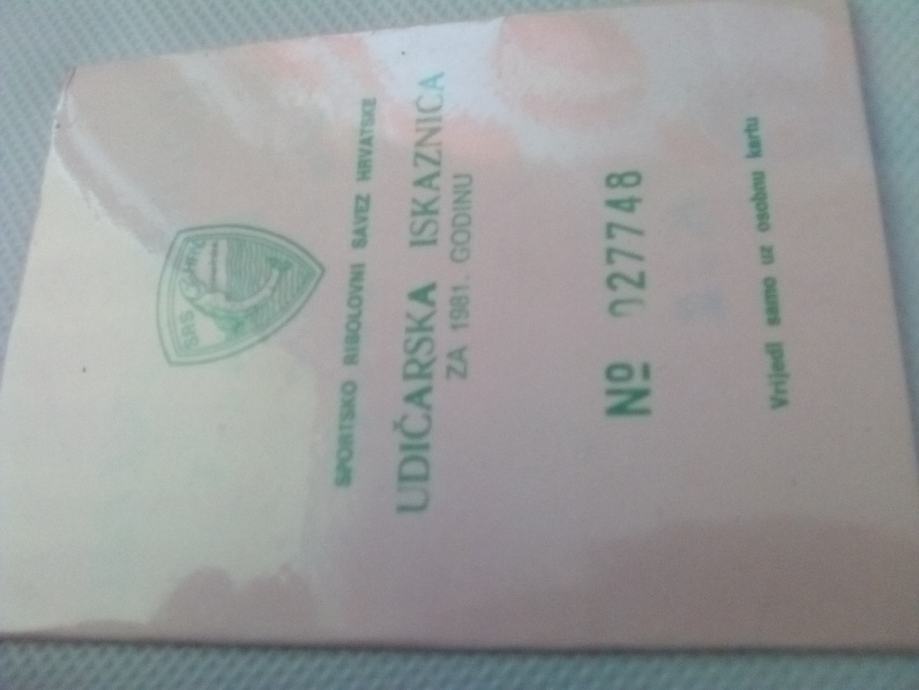 SPORTSKO RIBOLOVNI SAVEZ HRVATSKE
UDIČARSKA ISKAZNICA
ZA 1981. GODINU
Nº 027748
Vrijedi samo uz osobnu kartu